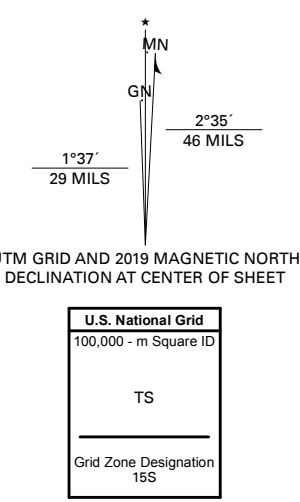 ★
MN
GN
2°35´
46 MILS
1°37´
29 MILS
UTM GRID AND 2019 MAGNETIC NORTH
DECLINATION AT CENTER OF SHEET
U.S. National Grid
100,000 - m Square ID
TS
Grid Zone Designation
15S